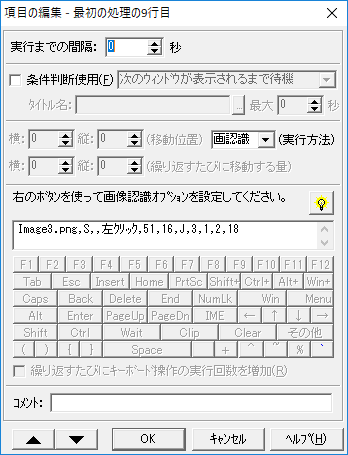 項目の編集 - 最初の処理の9行目
実行までの間隔: 0 秒
条件判断使用(F) 次のウィンドウが表示されるまで待機
タイトル名: ... 最大 0 秒
横: 0 縦: 0 (移動位置) 画認識 (実行方法)
横: 0 縦: 0 (繰り返すたびに移動する量)
右のボタンを使って画像認識オプションを設定してください。
Image3.png,S,,左クリック,51,16,J,3,1,2,18
F1 F2 F3 F4 F5 F6 F7 F8 F9 F10 F11 F12
Tab Esc Insert Home PrtSc Shift+ Ctrl+ Alt+ Win+
Caps Back Delete End NumLk Win Menu
Alt Enter PageUp PageDn IME ← ↑ ↓ →
Shift Ctrl Wait Clip Clear その他
( ) { } Space + ^ ~ % `
繰り返すたびにキーボード操作の実行回数を増加(R)
コメント:
OK キャンセル ヘルプ(H)